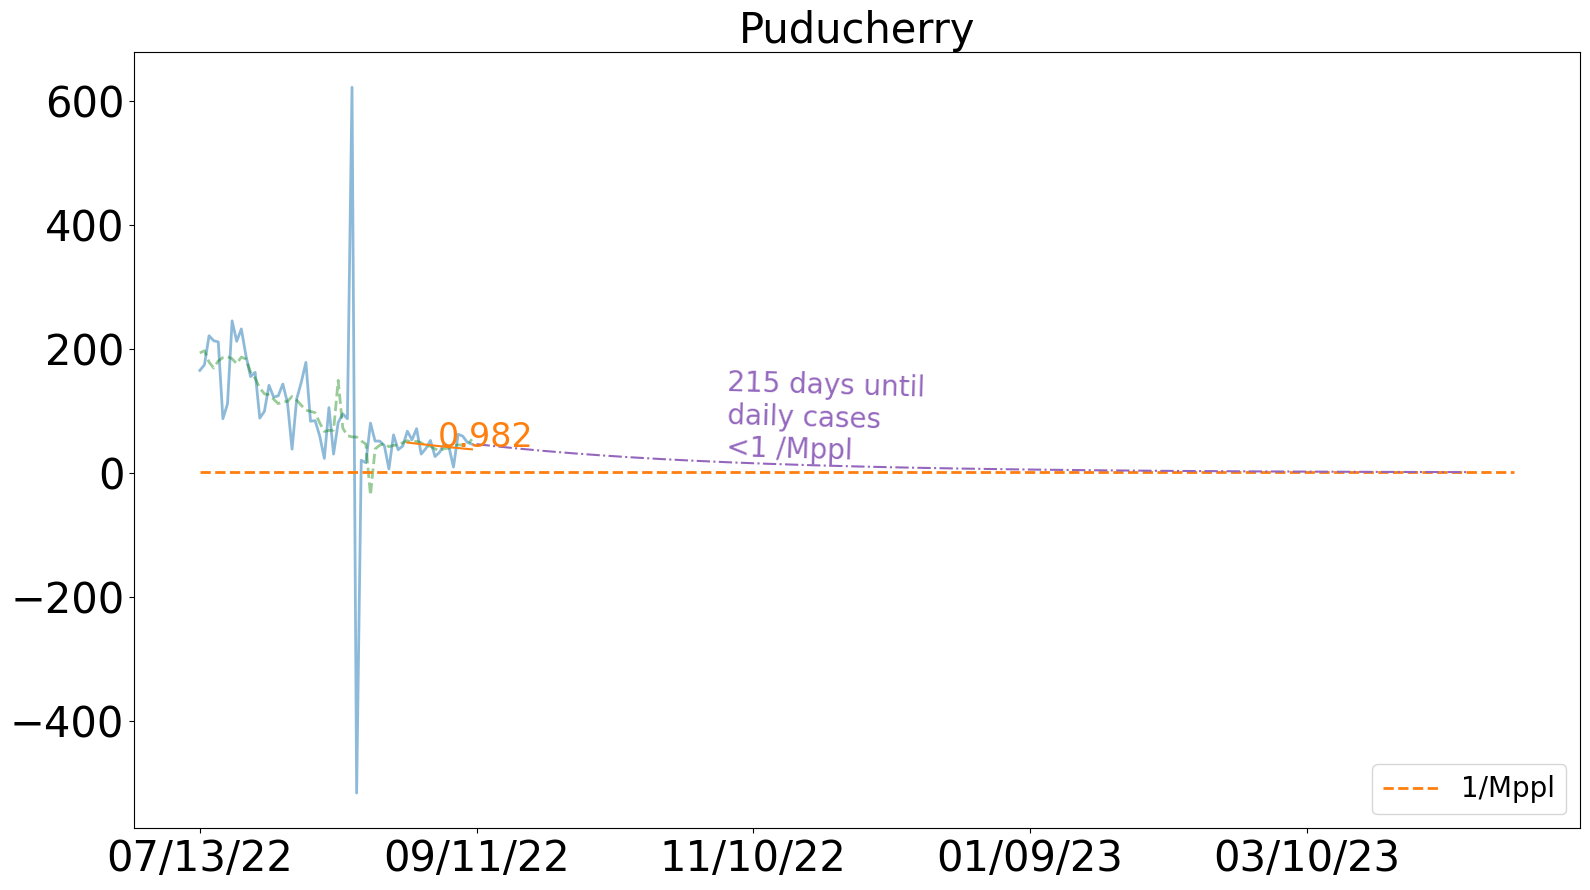 Puducherry
600
400
200
0
−200
−400
0.982
215 days until
daily cases
<1 /Mppl
1/Mppl
07/13/22
09/11/22
11/10/22
01/09/23
03/10/23